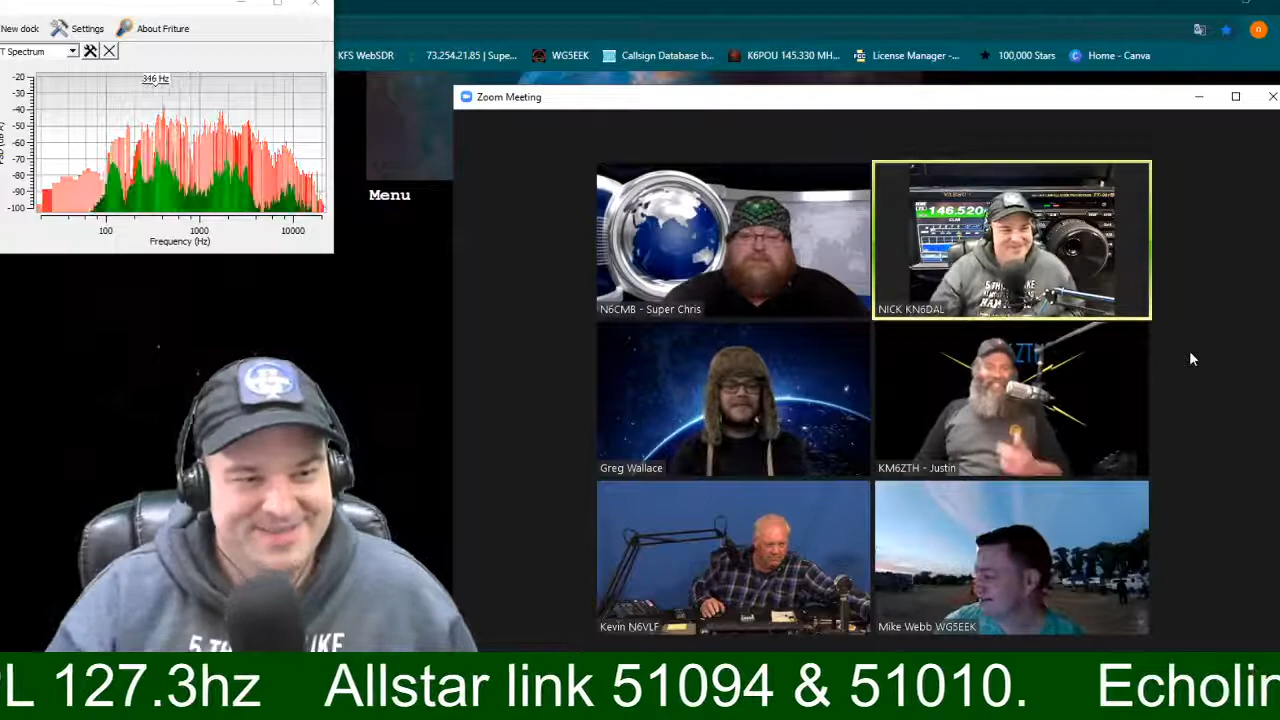 New dock Settings About Friture
T Spectrum
346 Hz
-20
-30
-40
-50
-60
-70
-80
-90
-100
100 1000 10000
Frequency (Hz)
KFS WebSDR 73.254.21.85 | Supe... WG5EEK Callsign Database b... K6POU 145.330 MH... License Manager -... 100,000 Stars Home - Canva
Menu
Zoom Meeting
146.520
N6CMB - Super Chris
NICK KN6DAL
ZTH
Greg Wallace
KM6ZTH - Justin
Kevin N6VLF
Mike Webb WG5EEK
PL 127.3hz Allstar link 51094 & 51010. Echolin